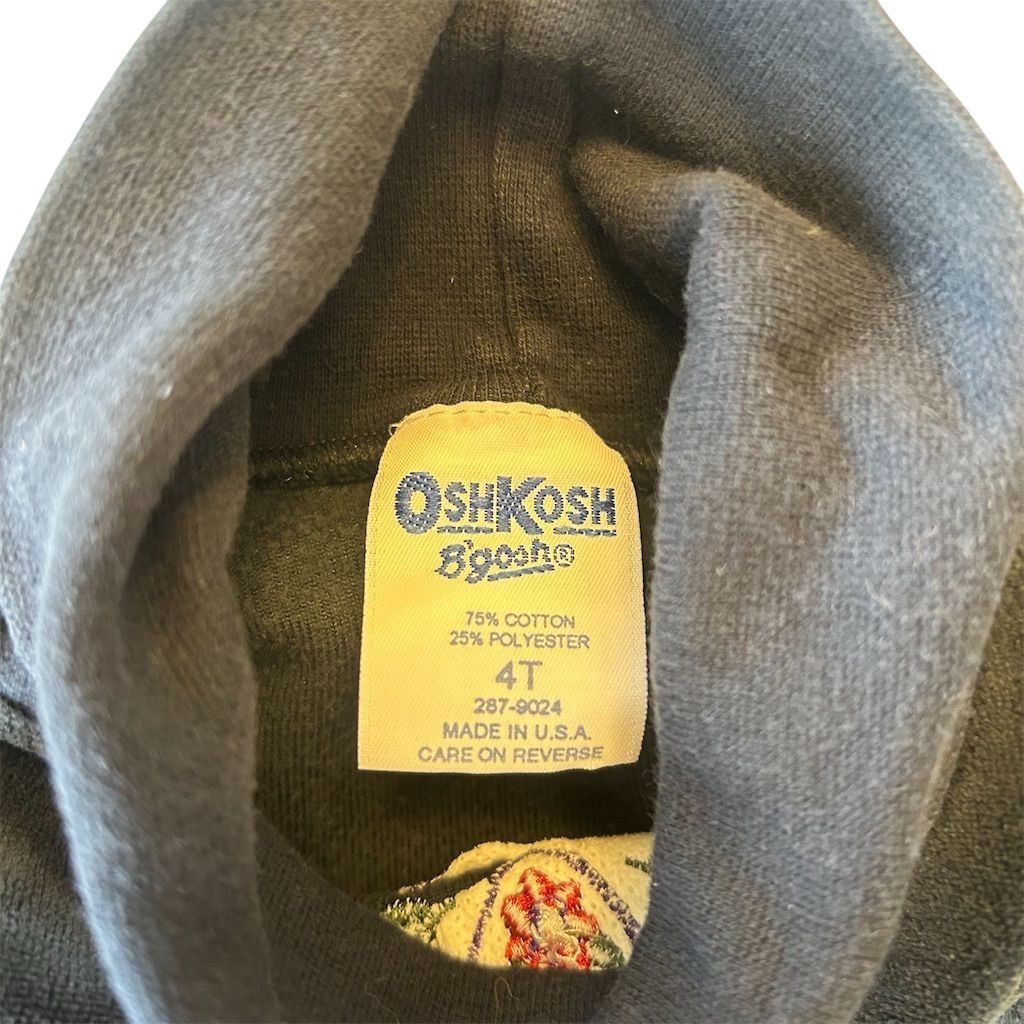 OSHKOSH
B'gosh®
75% COTTON
25% POLYESTER
4T
287-9024
MADE IN U.S.A.
CARE ON REVERSE